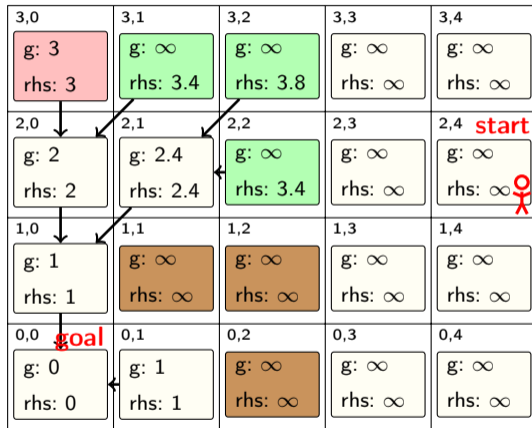 3,0 3,1 3,2 3,3 3,4
g: 3 g: ∞ g: ∞ g: ∞ g: ∞
rhs: 3 rhs: 3.4 rhs: 3.8 rhs: ∞ rhs: ∞
2,0 2,1 2,2 2,3 2,4 start
g: 2 g: 2.4 g: ∞ g: ∞ g: ∞
rhs: 2 rhs: 2.4 rhs: 3.4 rhs: ∞ rhs: ∞
1,0 1,1 1,2 1,3 1,4
g: 1 g: ∞ g: ∞ g: ∞ g: ∞
rhs: 1 rhs: ∞ rhs: ∞ rhs: ∞ rhs: ∞
0,0 goal 0,1 0,2 0,3 0,4
g: 0 g: 1 g: ∞ g: ∞ g: ∞
rhs: 0 rhs: 1 rhs: ∞ rhs: ∞ rhs: ∞